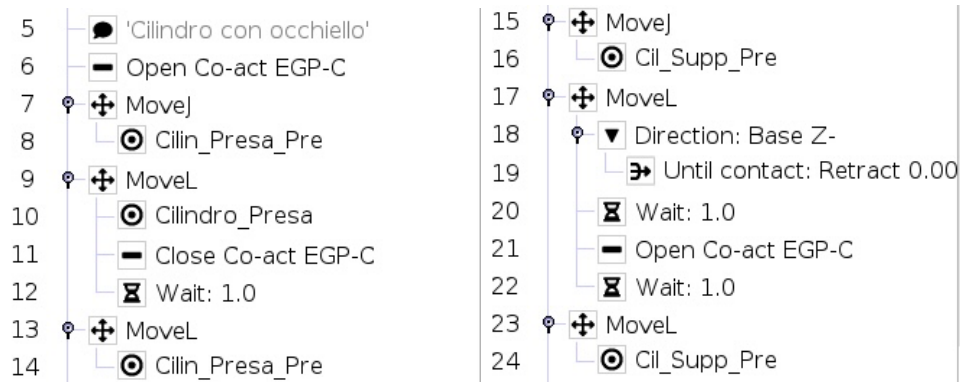 5 'Cilindro con occhiello'
6 Open Co-act EGP-C
7 MoveJ
8 Cilin_Presa_Pre
9 MoveL
10 Cilindro_Presa
11 Close Co-act EGP-C
12 Wait: 1.0
13 MoveL
14 Cilin_Presa_Pre
15 MoveJ
16 Cil_Supp_Pre
17 MoveL
18 Direction: Base Z-
19 Until contact: Retract 0.00
20 Wait: 1.0
21 Open Co-act EGP-C
22 Wait: 1.0
23 MoveL
24 Cil_Supp_Pre